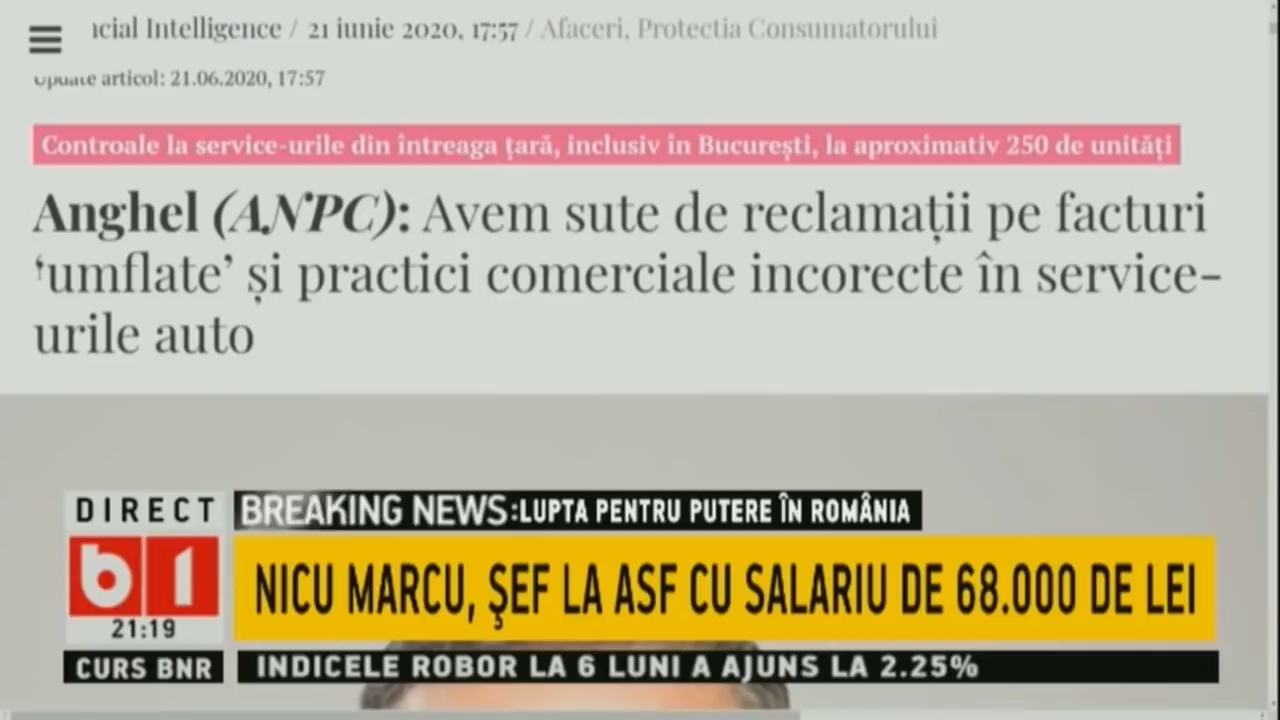 ncial Intelligence / 21 iunie 2020, 17:57 / Afaceri, Protectia Consumatorului
Update articol: 21.06.2020, 17:57
Controale la service-urile din întreaga țară, inclusiv în București, la aproximativ 250 de unități
Anghel (ANPC): Avem sute de reclamații pe facturi
‘umflate’ și practici comerciale incorecte în service-
urile auto
DIRECT
BREAKING NEWS:LUPTA PENTRU PUTERE ÎN ROMÂNIA
b1
NICU MARCU, ŞEF LA ASF CU SALARIU DE 68.000 DE LEI
21:19
CURS BNR
INDICELE ROBOR LA 6 LUNI A AJUNS LA 2.25%